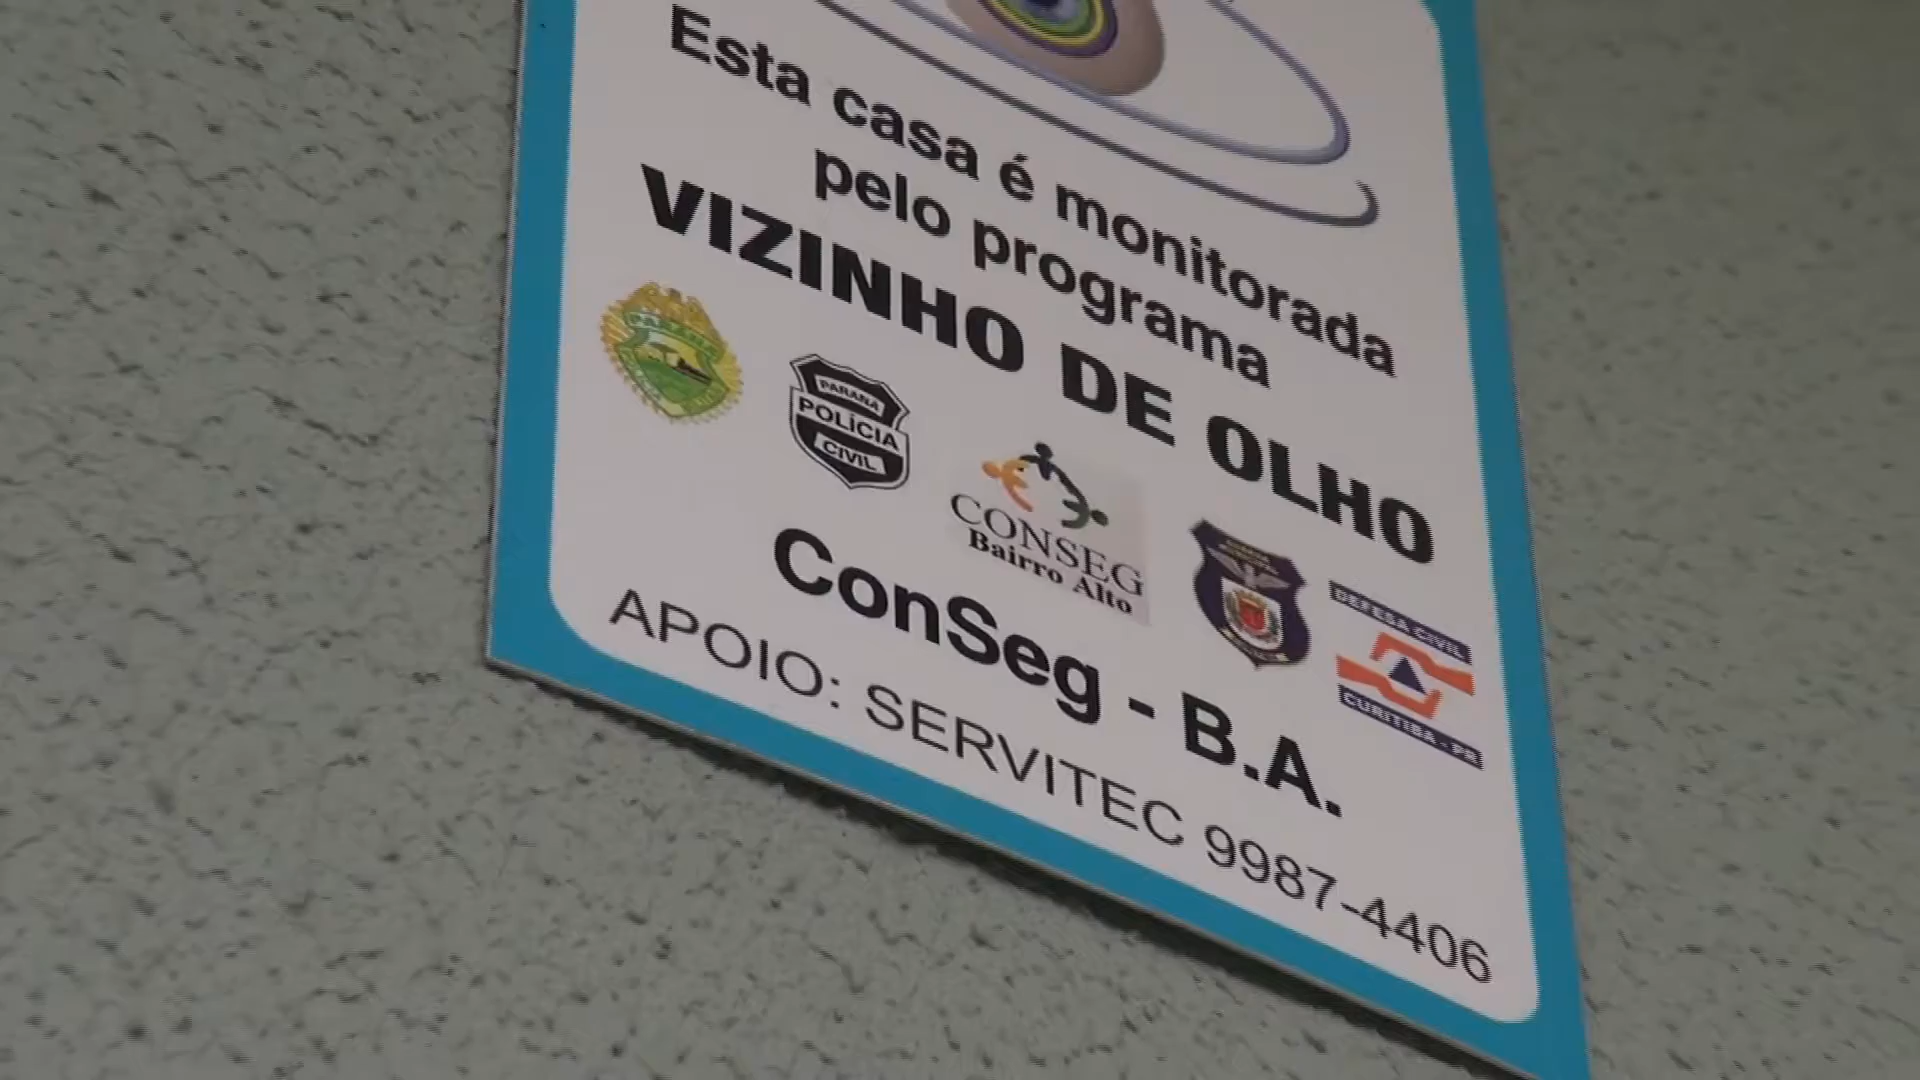 Esta casa é monitorada
pelo programa
VIZINHO DE OLHO
PARANÁ
PARANÁ
POLÍCIA
CIVIL
CONSEG
Bairro Alto
DEFESA CIVIL
CURITIBA - PR
ConSeg - B.A.
APOIO: SERVITEC 9987-4406